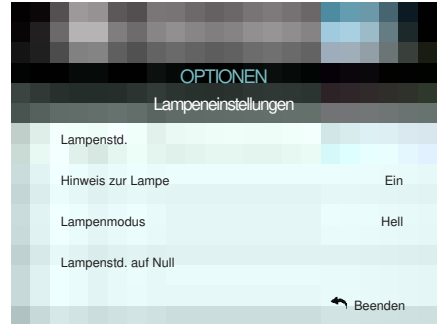 OPTIONEN
Lampeneinstellungen
Lampenstd.
Hinweis zur Lampe Ein
Lampenmodus Hell
Lampenstd. auf Null
Beenden